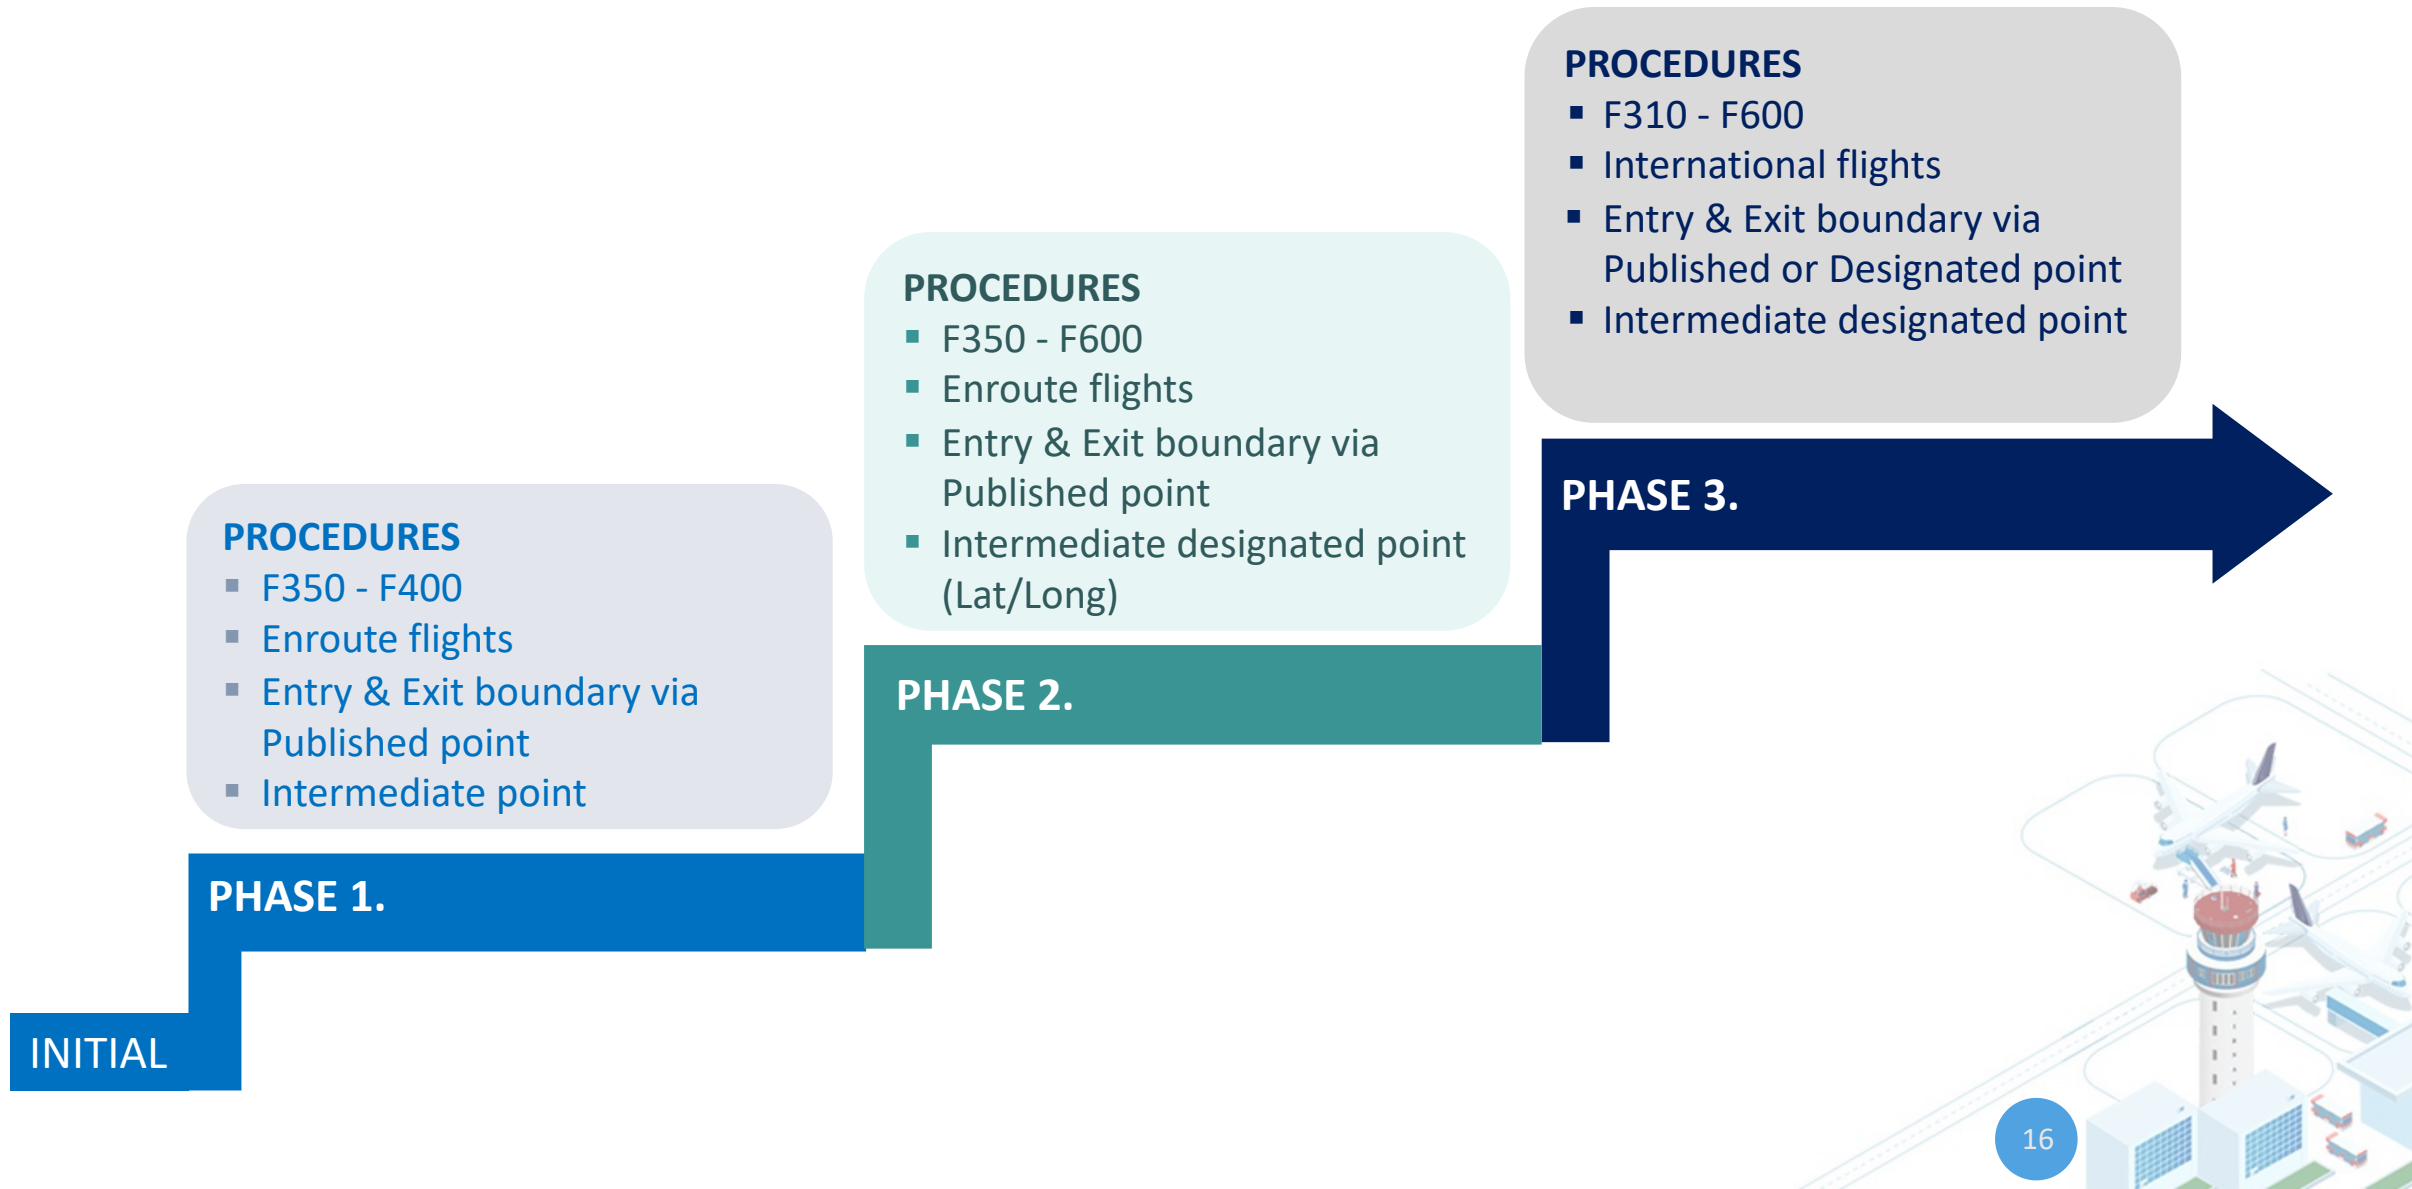 PROCEDURES
▪ F310 - F600
▪ International flights
▪ Entry & Exit boundary via
Published or Designated point
▪ Intermediate designated point
PHASE 3.
PROCEDURES
▪ F350 - F600
▪ Enroute flights
▪ Entry & Exit boundary via
Published point
▪ Intermediate designated point
(Lat/Long)
PHASE 2.
PROCEDURES
▪ F350 - F400
▪ Enroute flights
▪ Entry & Exit boundary via
Published point
▪ Intermediate point
PHASE 1.
INITIAL
16